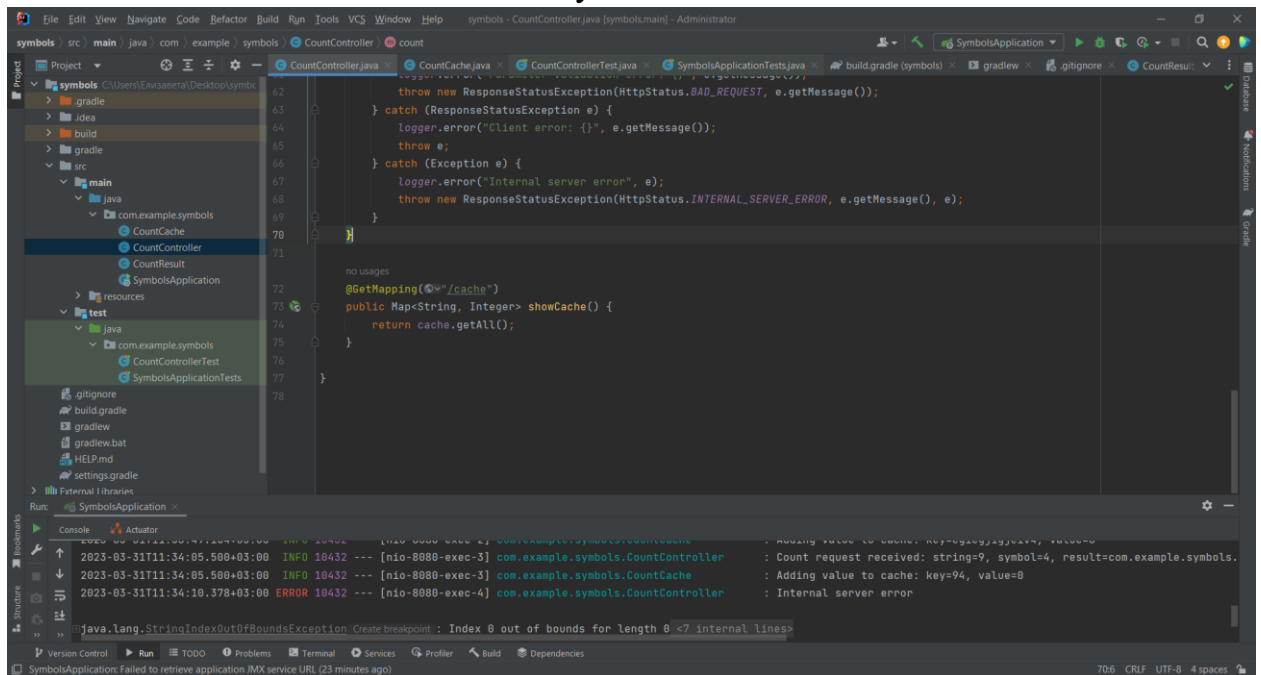 File Edit View Navigate Code Refactor Build Run Tools VCS Window Help symbols - CountController.java [symbols.main] - Administrator
symbols src main java com example symbols CountController count SymbolsApplication
Project CountController.java CountCache.java CountControllerTest.java SymbolsApplicationTests.java build.gradle (symbols) gradlew .gitignore CountResult
symbols C:\Users\Елизавета\Desktop\symbc
.gradle
.idea
build
gradle
src
main
java
com.example.symbols
CountCache
CountController
CountResult
SymbolsApplication
resources
test
java
com.example.symbols
CountControllerTest
SymbolsApplicationTests
.gitignore
build.gradle
gradlew
gradlew.bat
HELP.md
settings.gradle
External Libraries
62 throw new ResponseStatusException(HttpStatus.BAD_REQUEST, e.getMessage());
63 } catch (ResponseStatusException e) {
64 logger.error("Client error: {}", e.getMessage());
65 throw e;
66 } catch (Exception e) {
67 logger.error("Internal server error", e);
68 throw new ResponseStatusException(HttpStatus.INTERNAL_SERVER_ERROR, e.getMessage(), e);
69 }
70 }
71
no usages
72 @GetMapping("/cache")
73 public Map<String, Integer> showCache() {
74 return cache.getAll();
75 }
76
77 }
78
Project
Bookmarks
Structure
Database
Notifications
Gradle
Run: SymbolsApplication
Console Actuator
2023-03-31T11:34:05.500+03:00 INFO 10432 --- [nio-8080-exec-3] com.example.symbols.CountController : Count request received: string=9, symbol=4, result=com.example.symbols.
2023-03-31T11:34:05.500+03:00 INFO 10432 --- [nio-8080-exec-3] com.example.symbols.CountCache : Adding value to cache: key=94, value=0
2023-03-31T11:34:10.378+03:00 ERROR 10432 --- [nio-8080-exec-4] com.example.symbols.CountController : Internal server error
java.lang.StringIndexOutOfBoundsException Create breakpoint : Index 0 out of bounds for length 0 <7 internal lines>
Version Control Run TODO Problems Terminal Services Profiler Build Dependencies
SymbolsApplication: Failed to retrieve application JMX service URL (23 minutes ago) 70:6 CRLF UTF-8 4 spaces